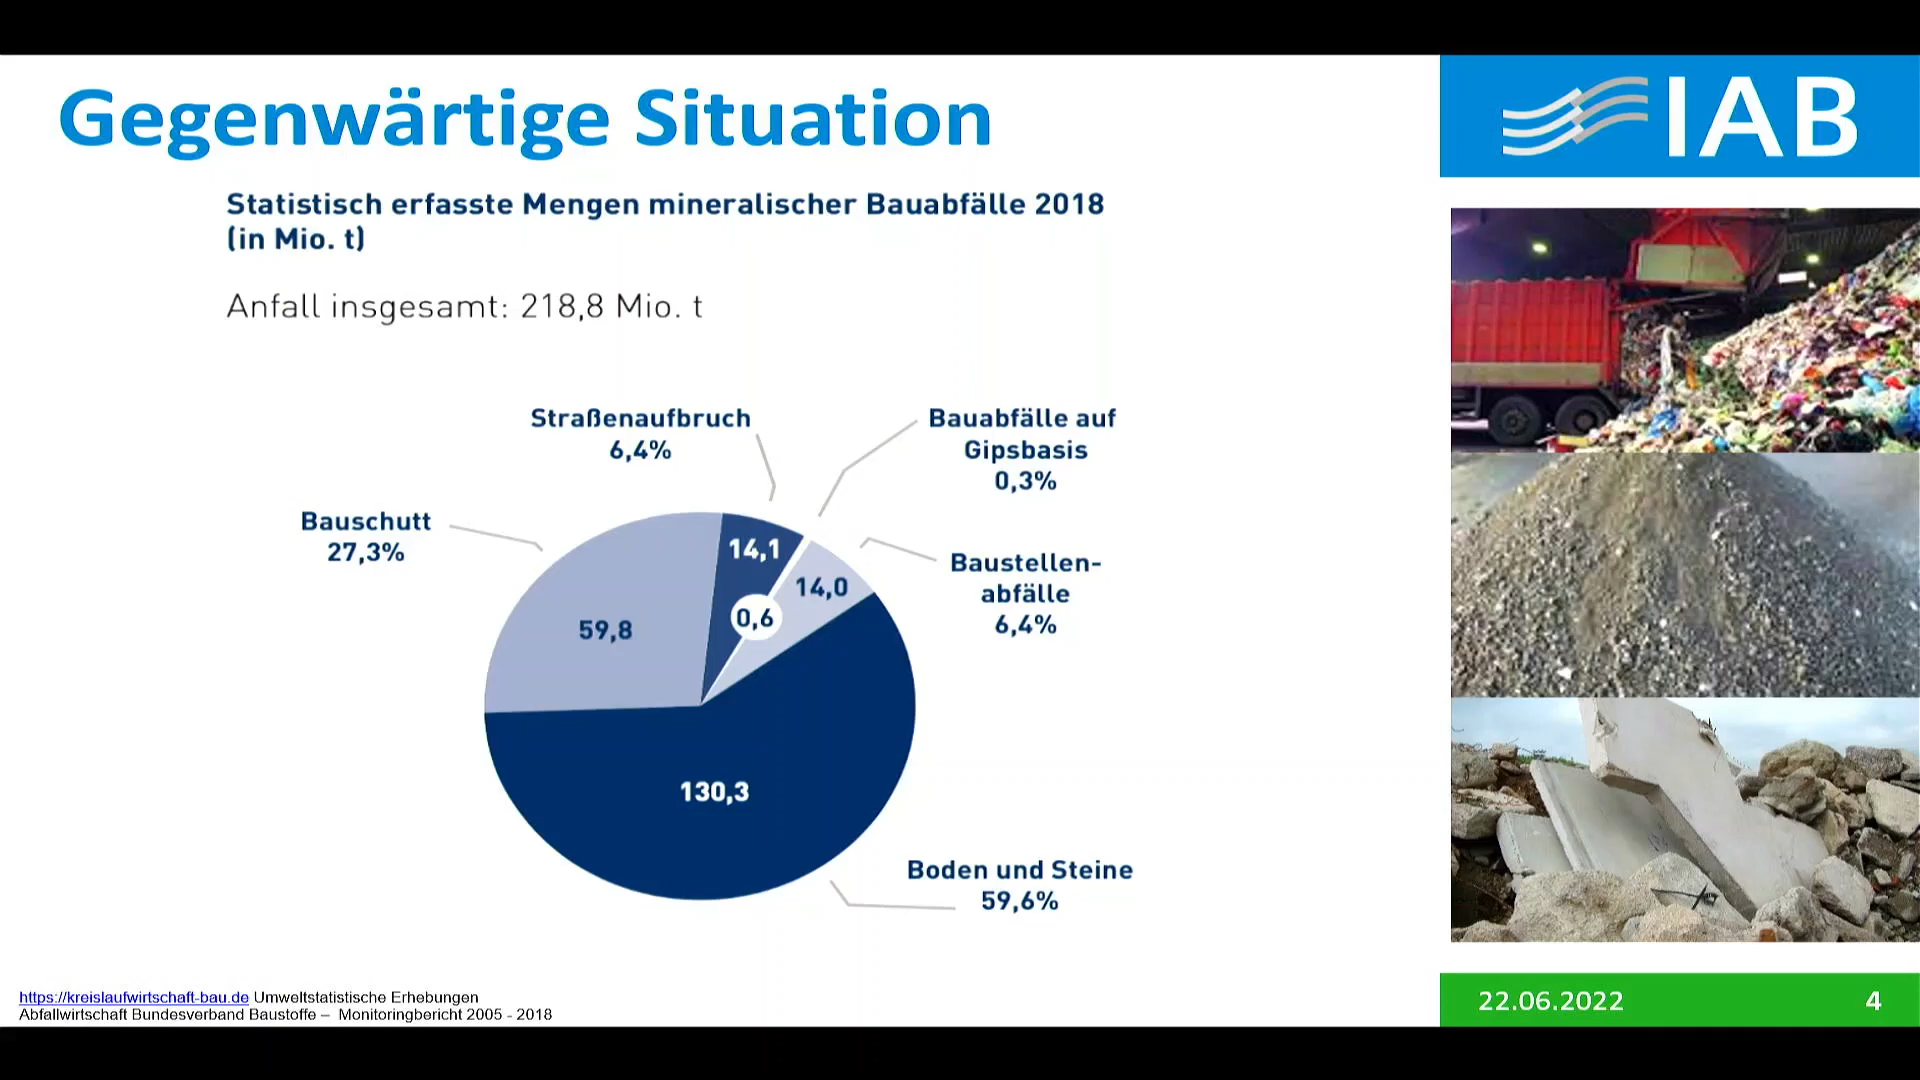 Gegenwärtige Situation
IAB
Statistisch erfasste Mengen mineralischer Bauabfälle 2018
(in Mio. t)
Anfall insgesamt: 218,8 Mio. t
Straßenaufbruch
6,4%
Bauabfälle auf
Gipsbasis
0,3%
Bauschutt
27,3%
Baustellen-
abfälle
6,4%
14,1
14,0
0,6
59,8
130,3
Boden und Steine
59,6%
https://kreislaufwirtschaft-bau.de Umweltstatistische Erhebungen
Abfallwirtschaft Bundesverband Baustoffe – Monitoringbericht 2005 - 2018
22.06.2022
4